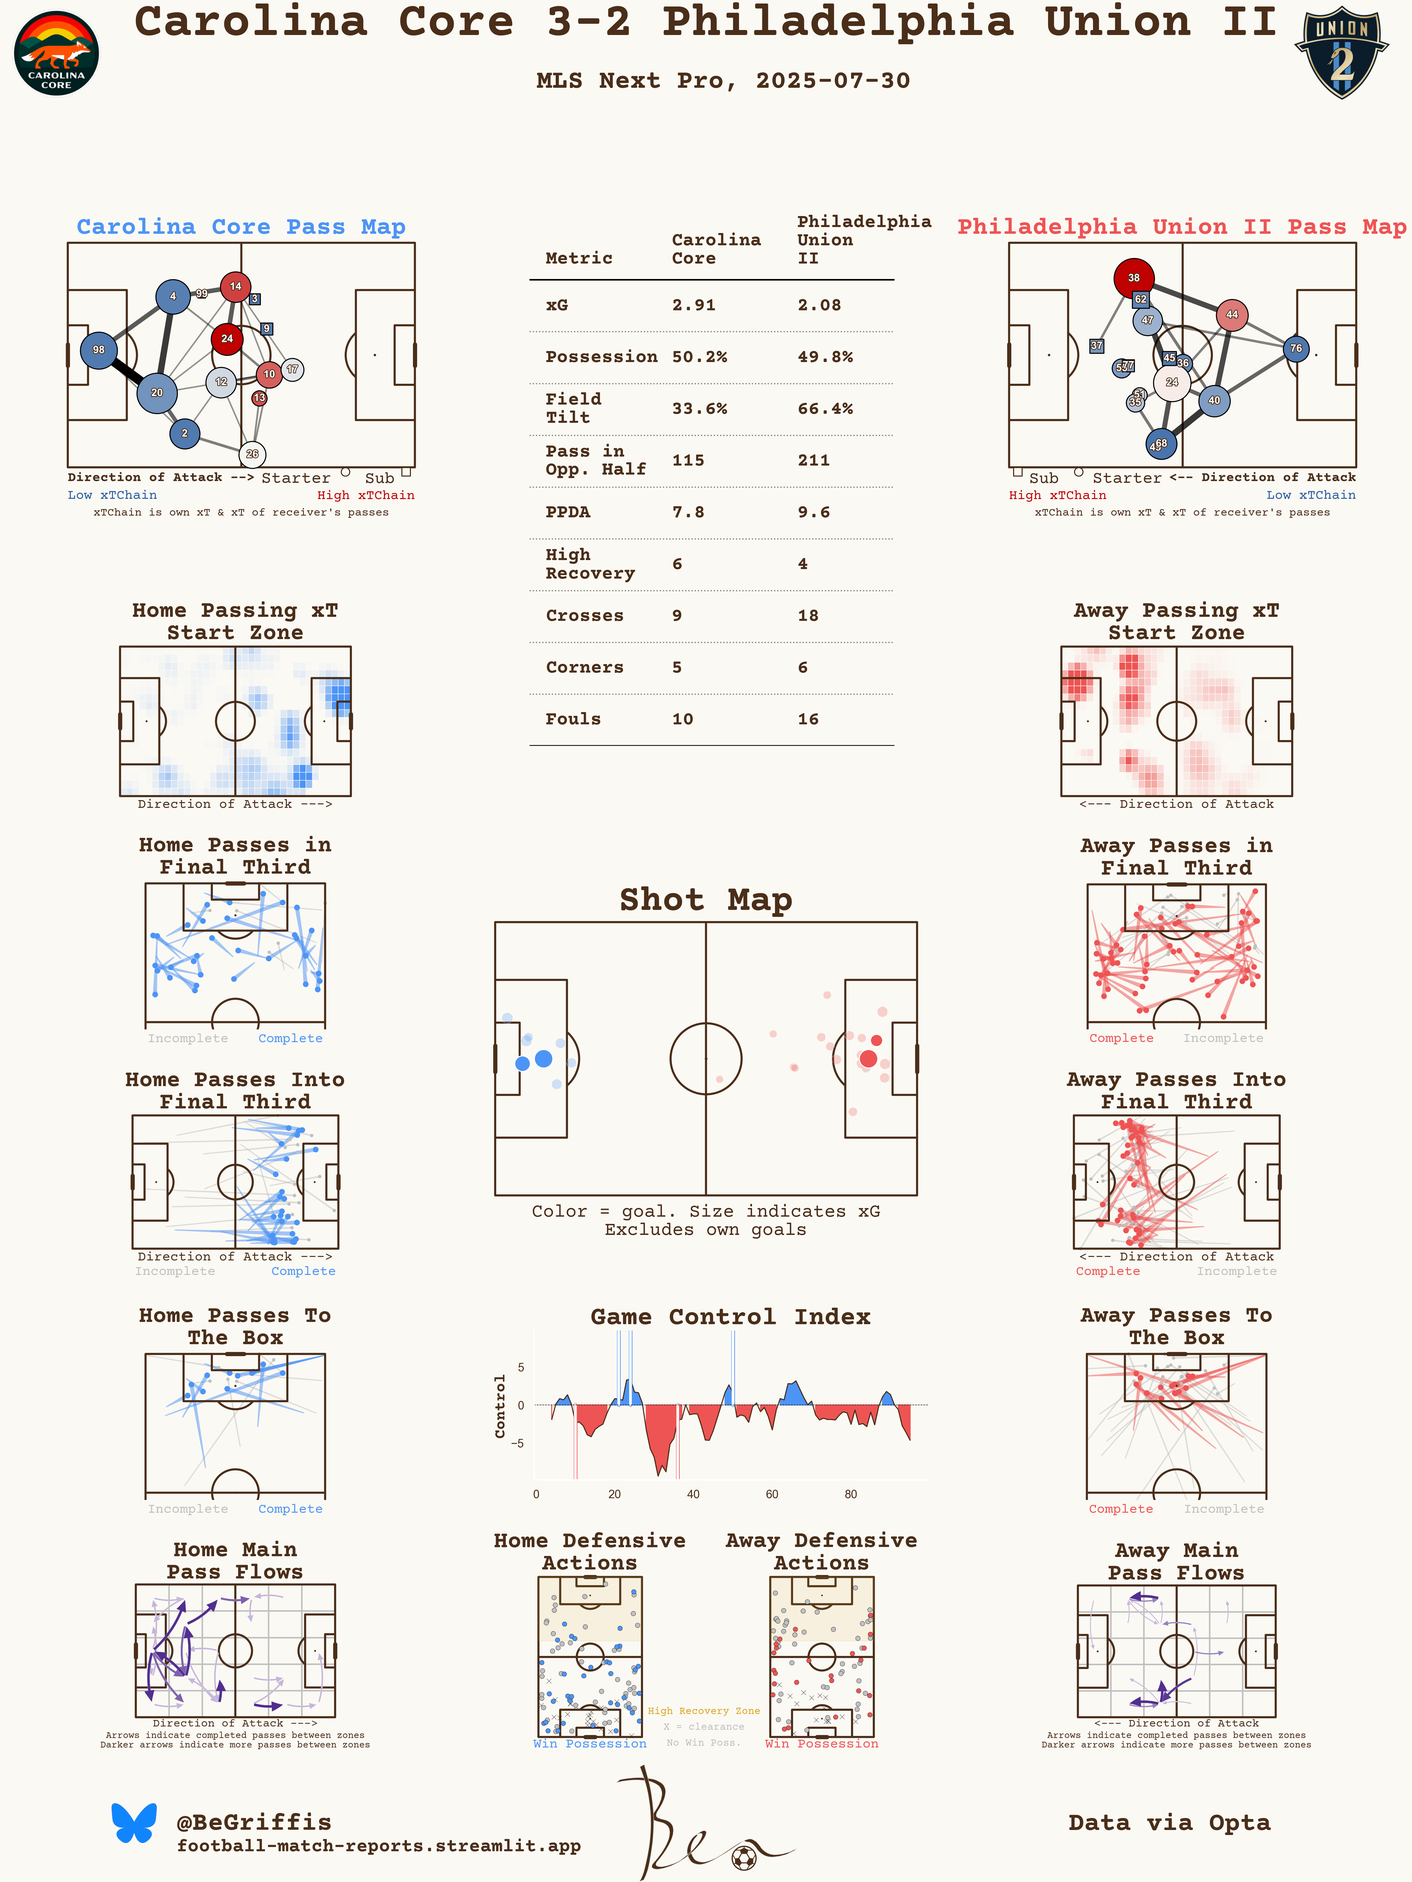 Carolina Core 3-2 Philadelphia Union II
MLS Next Pro, 2025-07-30
CAROLINA
CORE
UNION
2
Carolina Core Pass Map
4
99
14
3
9
98
24
10
17
12
20
13
2
26
Direction of Attack --> Starter Sub
Low xTChain High xTChain
xTChain is own xT & xT of receiver's passes
Metric Carolina Core Philadelphia Union II
xG 2.91 2.08
Possession 50.2% 49.8%
Field Tilt 33.6% 66.4%
Pass in Opp. Half 115 211
PPDA 7.8 9.6
High Recovery 6 4
Crosses 9 18
Corners 5 6
Fouls 10 16
Philadelphia Union II Pass Map
38
62
47
44
37
45
36
76
77
24
51
35
40
68
Sub Starter <-- Direction of Attack
High xTChain Low xTChain
xTChain is own xT & xT of receiver's passes
Home Passing xT
Start Zone
Direction of Attack --->
Away Passing xT
Start Zone
<--- Direction of Attack
Home Passes in
Final Third
Incomplete Complete
Away Passes in
Final Third
Complete Incomplete
Shot Map
Color = goal. Size indicates xG
Excludes own goals
Home Passes Into
Final Third
Direction of Attack --->
Incomplete Complete
Away Passes Into
Final Third
<--- Direction of Attack
Complete Incomplete
Home Passes To
The Box
Incomplete Complete
Game Control Index
Control
5
0
−5
0 20 40 60 80
Away Passes To
The Box
Complete Incomplete
Home Main
Pass Flows
Direction of Attack --->
Arrows indicate completed passes between zones
Darker arrows indicate more passes between zones
Home Defensive
Actions
Win Possession
High Recovery Zone
X = clearance
No Win Poss.
Away Defensive
Actions
Win Possession
Away Main
Pass Flows
<--- Direction of Attack
Arrows indicate completed passes between zones
Darker arrows indicate more passes between zones
@BeGriffis
football-match-reports.streamlit.app
Ben
Data via Opta